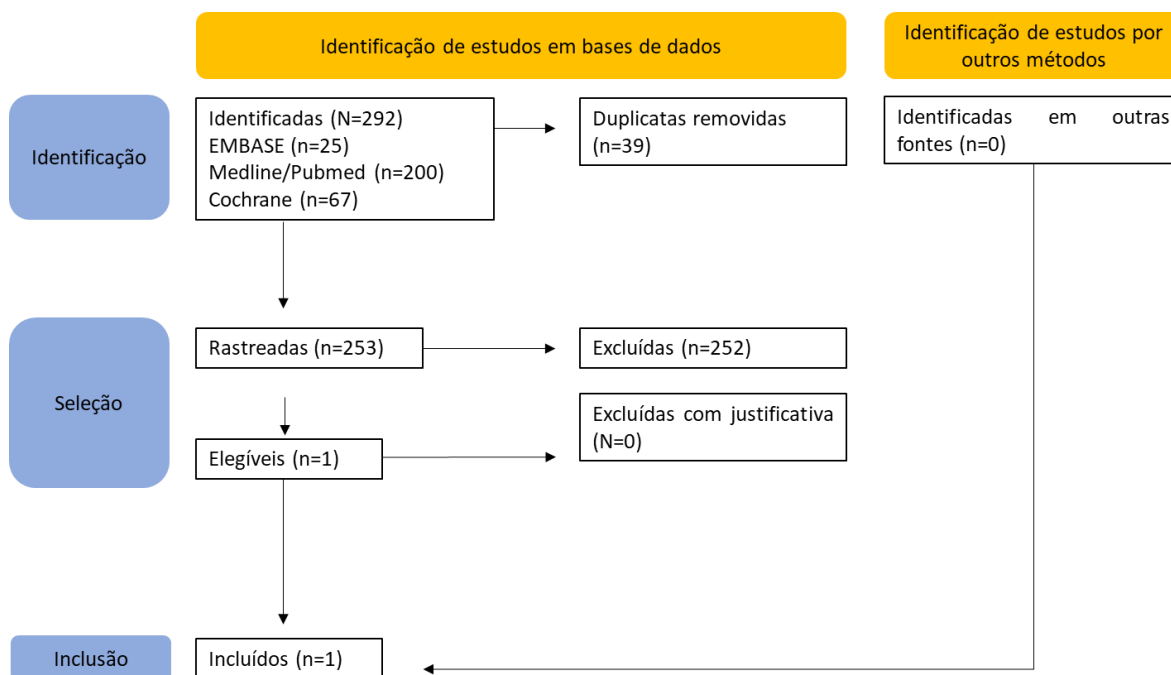 Identificação de estudos em bases de dados
Identificação de estudos por
outros métodos
Identificação
Identificadas (N=292)
EMBASE (n=25)
Medline/Pubmed (n=200)
Cochrane (n=67)
Duplicatas removidas
(n=39)
Identificadas em outras
fontes (n=0)
Seleção
Rastreadas (n=253)
Excluídas (n=252)
Excluídas com justificativa
(N=0)
Elegíveis (n=1)
Inclusão
Incluídos (n=1)